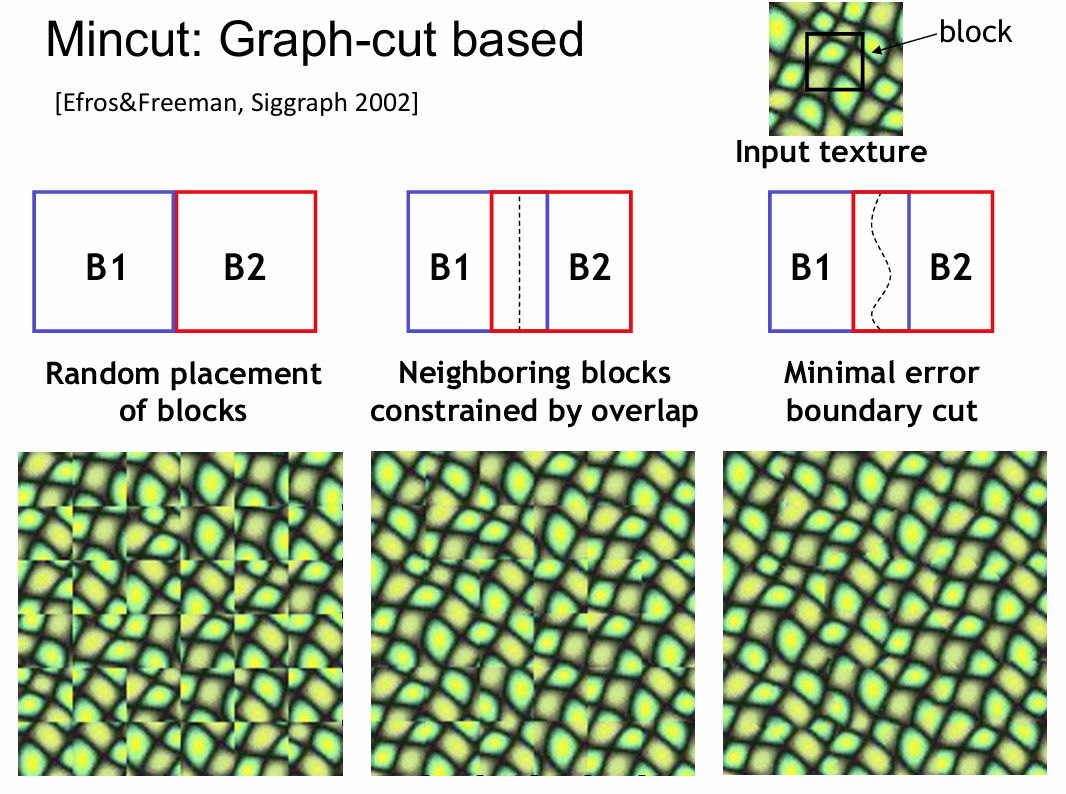 Mincut: Graph-cut based
[Efros&Freeman, Siggraph 2002]
block
Input texture
B1
B2
B1
B2
B1
B2
Random placement
of blocks
Neighboring blocks
constrained by overlap
Minimal error
boundary cut